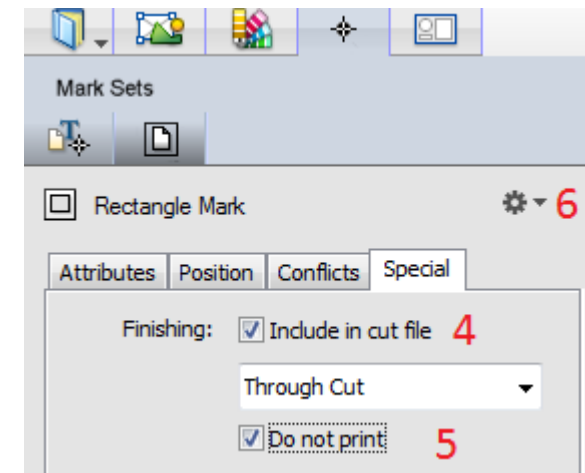 Mark Sets
T
Rectangle Mark 6
Attributes Position Conflicts Special
Finishing: Include in cut file 4
Through Cut
Do not print 5